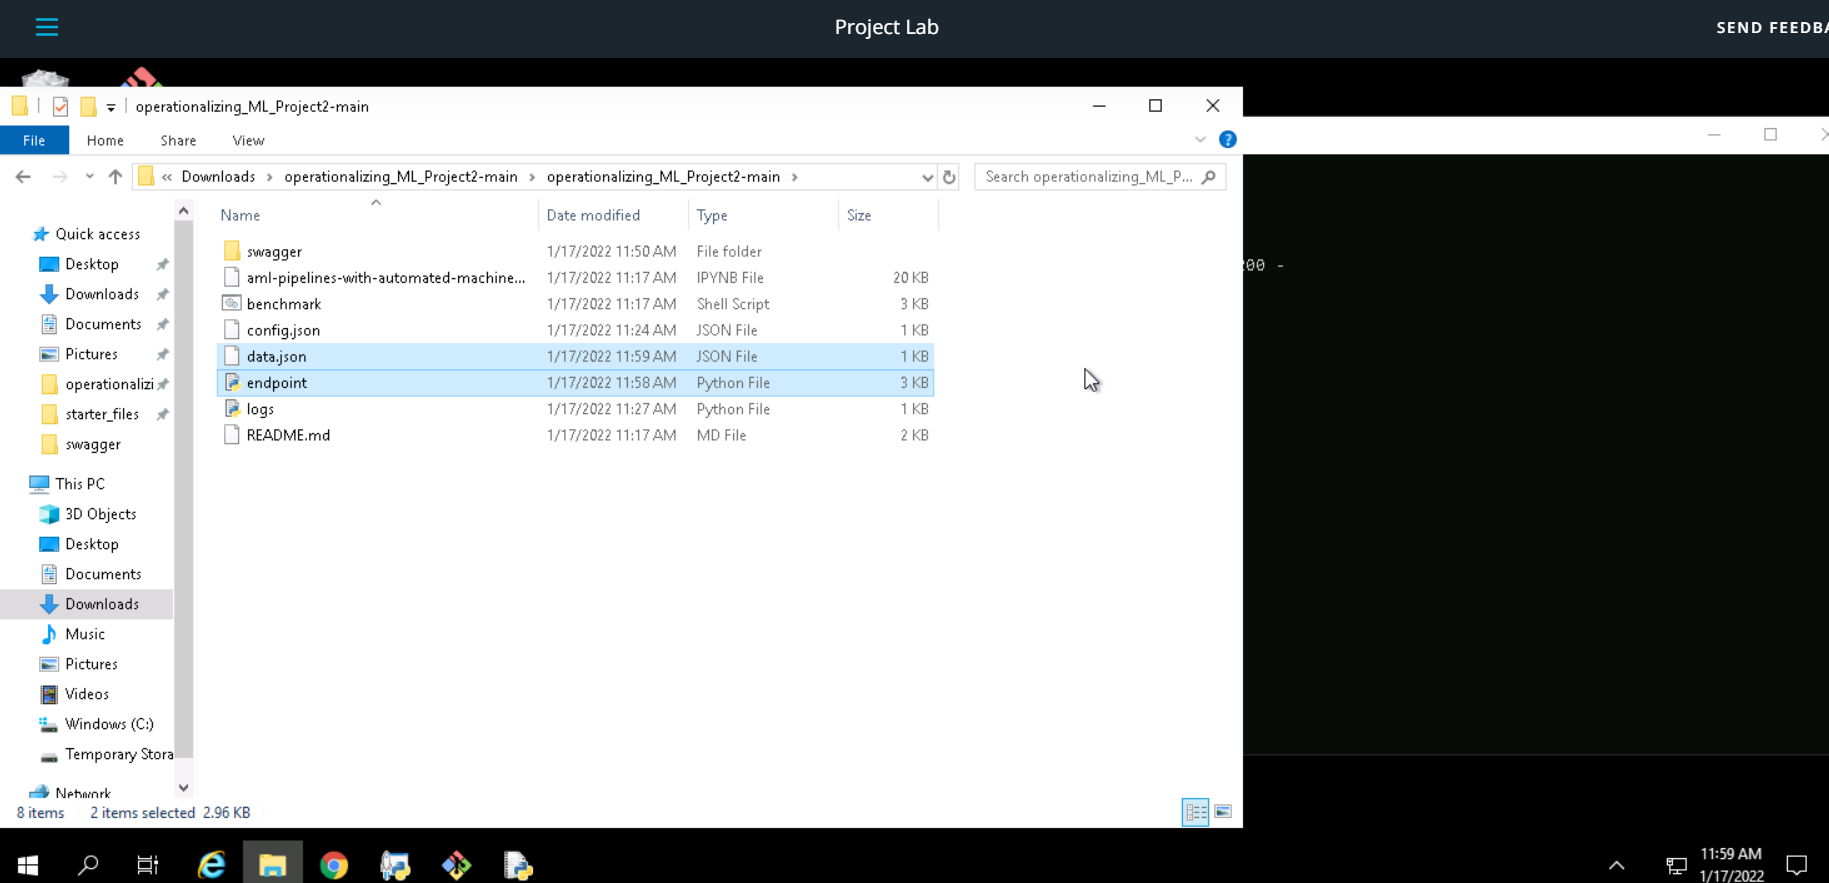 Project Lab
SEND FEEDBA
operationalizing_ML_Project2-main
File Home Share View
« Downloads > operationalizing_ML_Project2-main > operationalizing_ML_Project2-main >
Search operationalizing_ML_P...
Name Date modified Type Size
swagger 1/17/2022 11:50 AM File folder
aml-pipelines-with-automated-machine... 1/17/2022 11:17 AM IPYNB File 20 KB
benchmark 1/17/2022 11:17 AM Shell Script 3 KB
config.json 1/17/2022 11:24 AM JSON File 1 KB
data.json 1/17/2022 11:59 AM JSON File 1 KB
endpoint 1/17/2022 11:58 AM Python File 3 KB
logs 1/17/2022 11:27 AM Python File 1 KB
README.md 1/17/2022 11:17 AM MD File 2 KB
Quick access
Desktop
Downloads
Documents
Pictures
operationalizi
starter_files
swagger
This PC
3D Objects
Desktop
Documents
Downloads
Music
Pictures
Videos
Windows (C:)
Temporary Stora
Network
8 items 2 items selected 2.96 KB
200 -
11:59 AM
1/17/2022